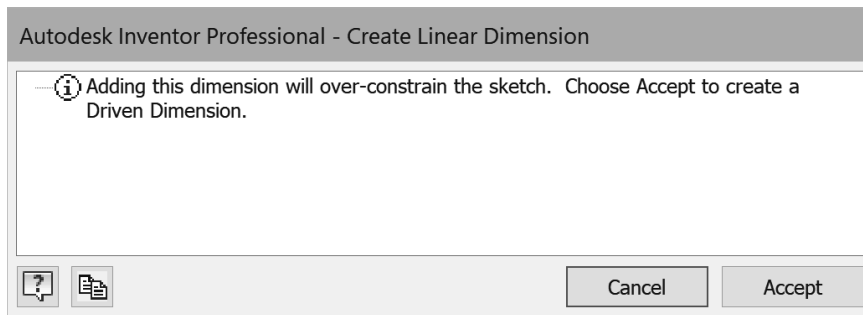 Autodesk Inventor Professional - Create Linear Dimension
Adding this dimension will over-constrain the sketch.  Choose Accept to create a
Driven Dimension.
?
Cancel Accept